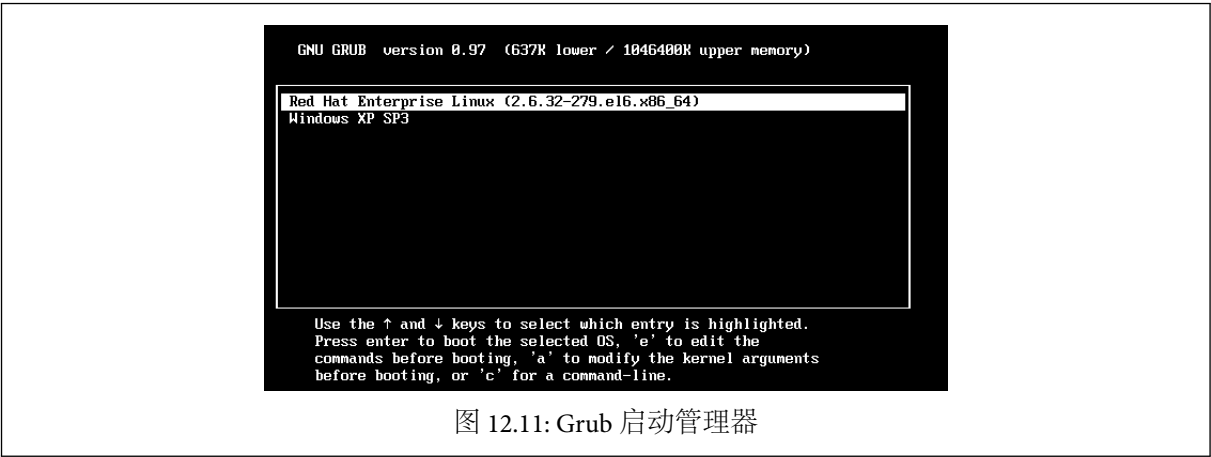 GNU GRUB  version 0.97  (637K lower / 1046400K upper memory)
Red Hat Enterprise Linux (2.6.32-279.el6.x86_64)
Windows XP SP3
Use the ↑ and ↓ keys to select which entry is highlighted.
Press enter to boot the selected OS, 'e' to edit the
commands before booting, 'a' to modify the kernel arguments
before booting, or 'c' for a command-line.
图 12.11: Grub 启动管理器